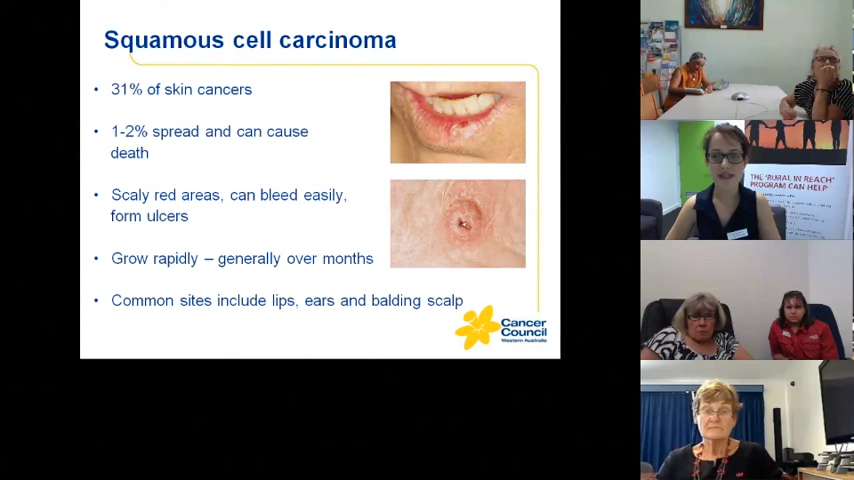 Squamous cell carcinoma
• 31% of skin cancers
• 1-2% spread and can cause
death
• Scaly red areas, can bleed easily,
form ulcers
• Grow rapidly – generally over months
• Common sites include lips, ears and balding scalp
Cancer
Council
Western Australia
THE 'RURAL IN REACH'
PROGRAM CAN HELP